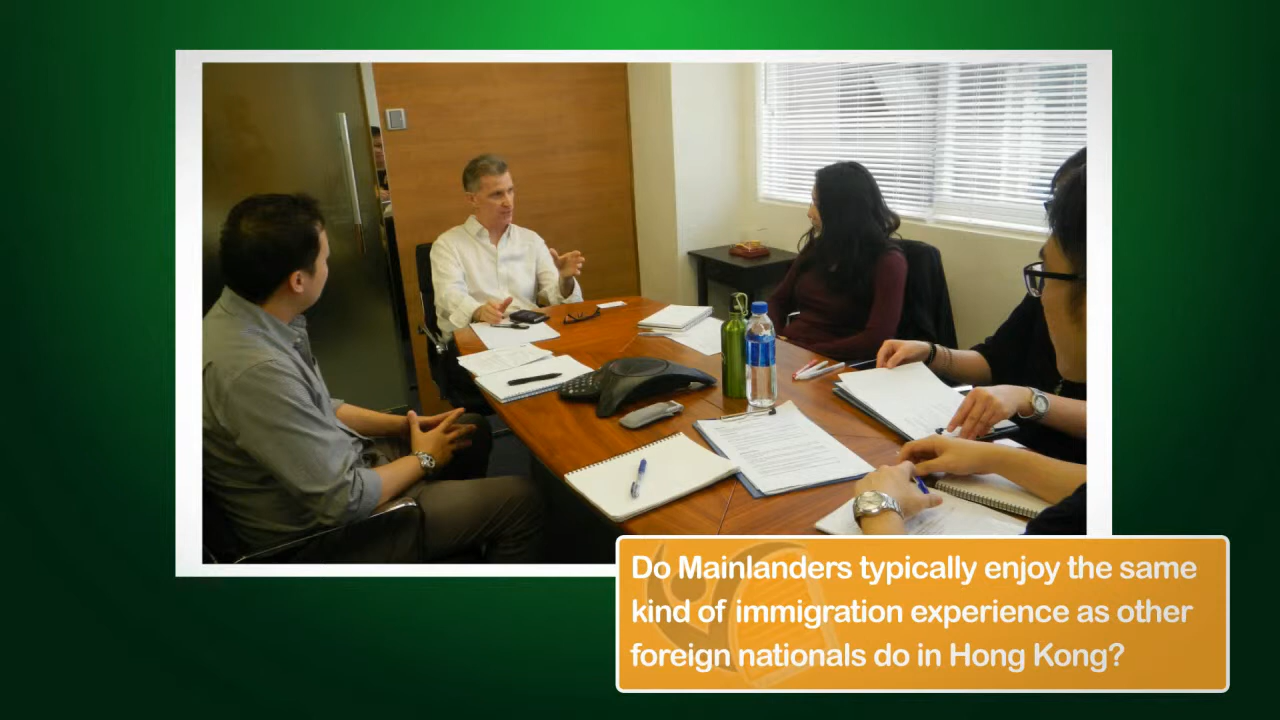 Do Mainlanders typically enjoy the same
kind of immigration experience as other
foreign nationals do in Hong Kong?